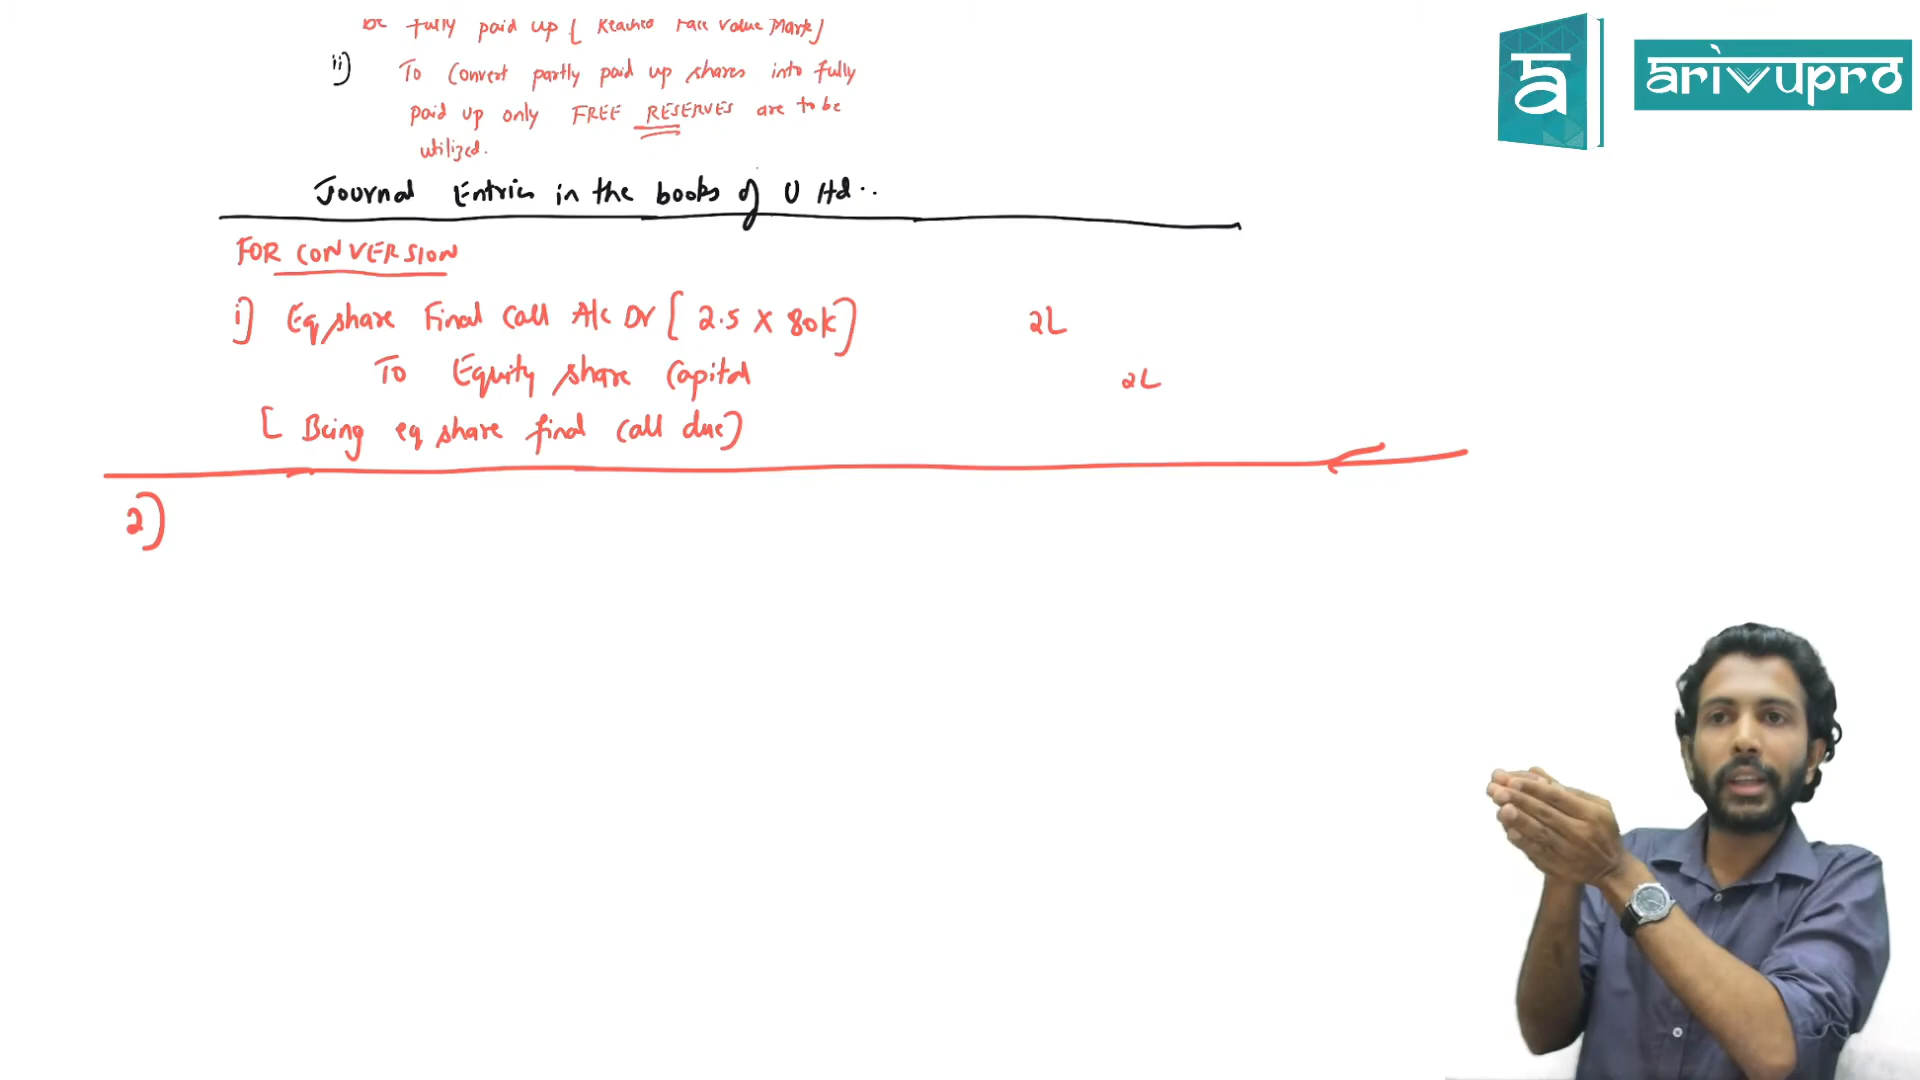 be fully paid up [ Reached Face Value Mark]
ii) To Convert partly paid up shares into fully
paid up only FREE RESERVES are to be
utilized.
Journal Entries in the books of U ltd..
FOR CONVERSION
i) Eq share Final Call A/c Dr [ 2.5 X 80K] 2L
To Equity share Capital 2L
[ Being eq share final call due]
2)
arivupro